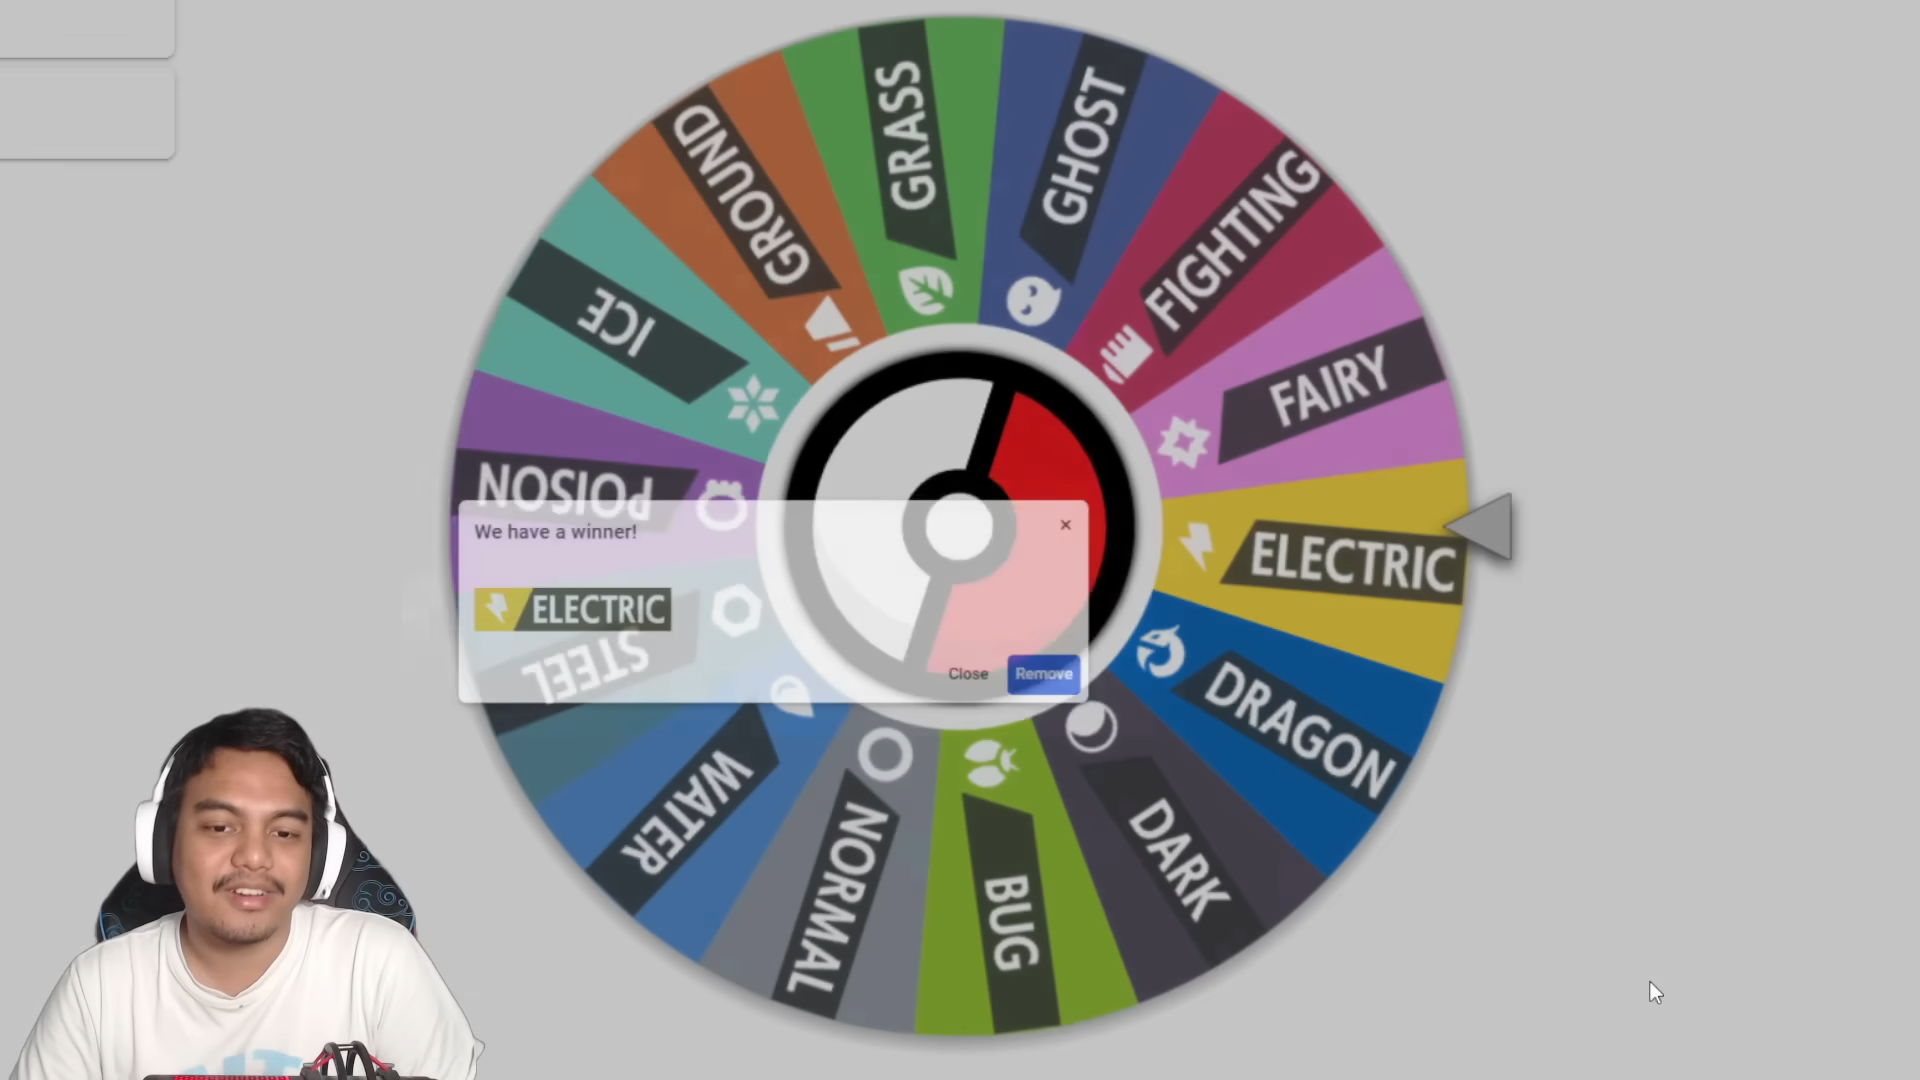 GRASS
GHOST
GROUND
FIGHTING
ICE
FAIRY
POISON
We have a winner!
×
ELECTRIC
ELECTRIC
STEEL
Close
Remove
DRAGON
WATER
DARK
NORMAL
BUG